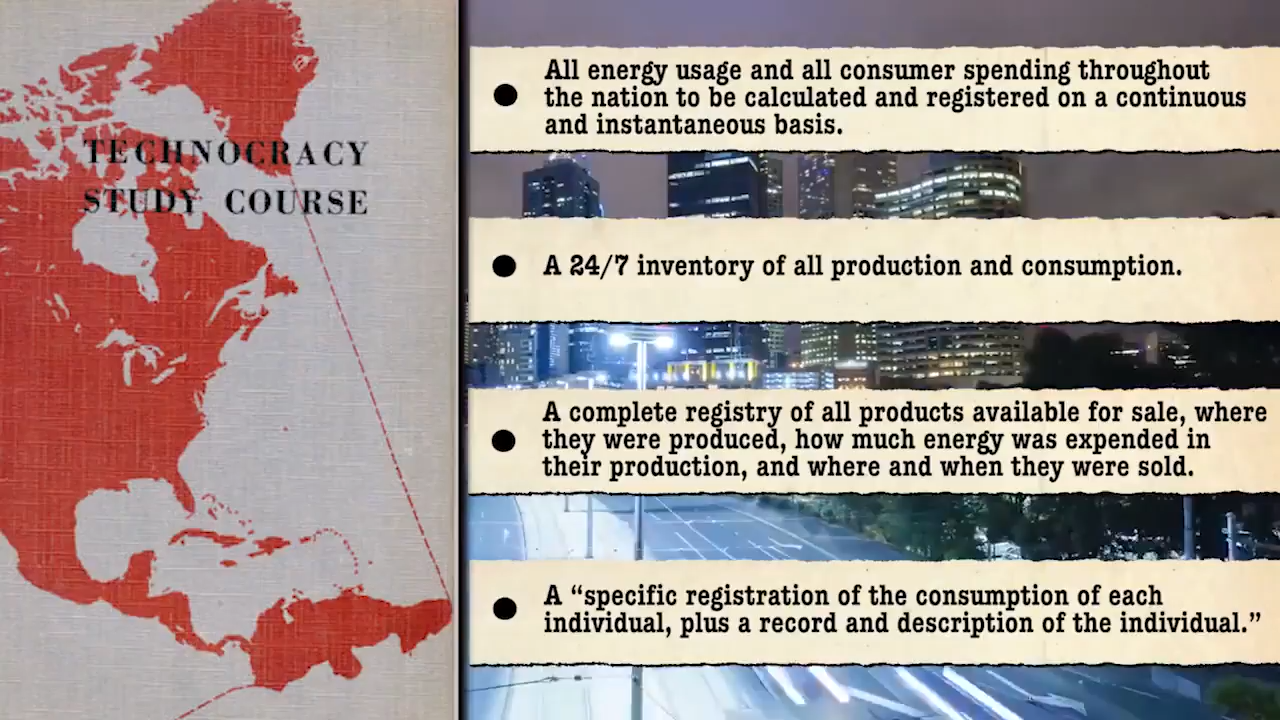 TECHNOCRACY
STUDY COURSE
All energy usage and all consumer spending throughout
the nation to be calculated and registered on a continuous
and instantaneous basis.
A 24/7 inventory of all production and consumption.
A complete registry of all products available for sale, where
they were produced, how much energy was expended in
their production, and where and when they were sold.
A “specific registration of the consumption of each
individual, plus a record and description of the individual.”